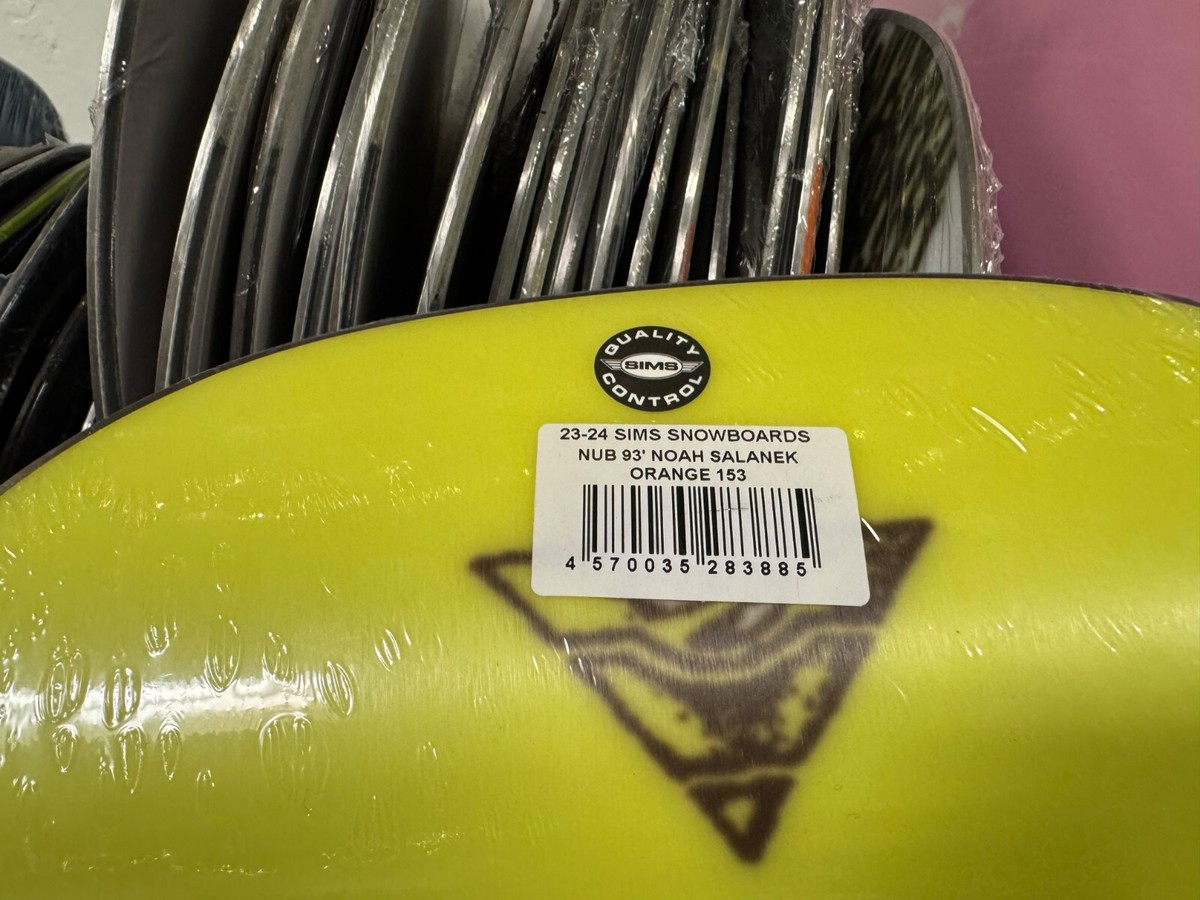 QUALITY
SIMS
CONTROL
23-24 SIMS SNOWBOARDS
NUB 93' NOAH SALANEK
ORANGE 153
4 570035 283885